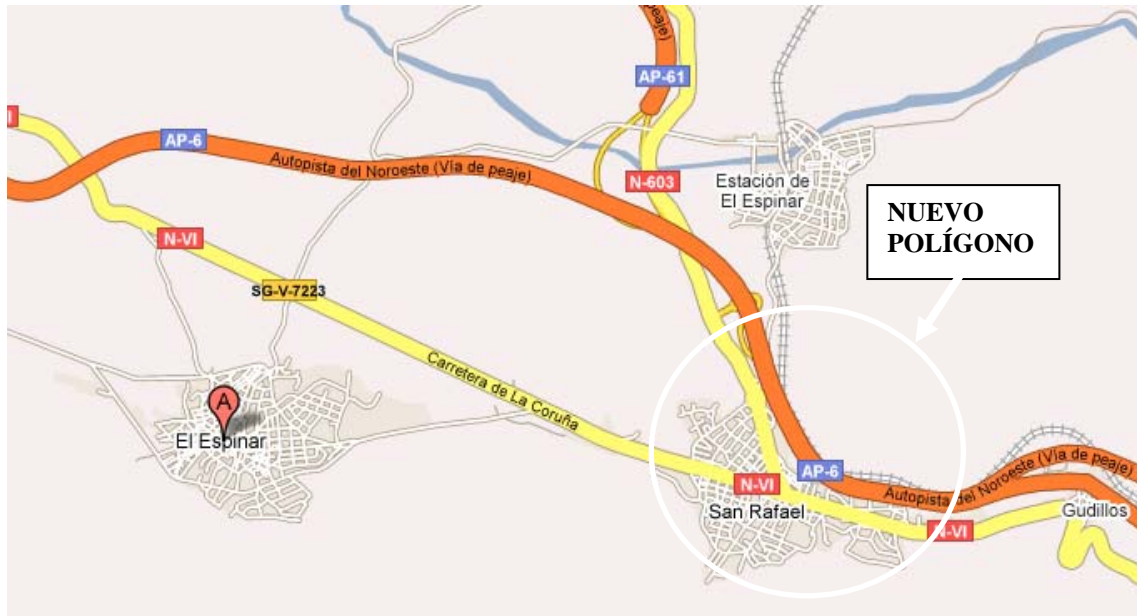 eaje)
AP-61
AP-6
Autopista del Noroeste (Vía de peaje)
N-603
Estación de
El Espinar
NUEVO
POLÍGONO
N-VI
SG-V-7223
Carretera de La Coruña
A
El Espinar
AP-6
N-VI
Autopista del Noroeste (Vía de peaje)
San Rafael
N-VI
Gudillos